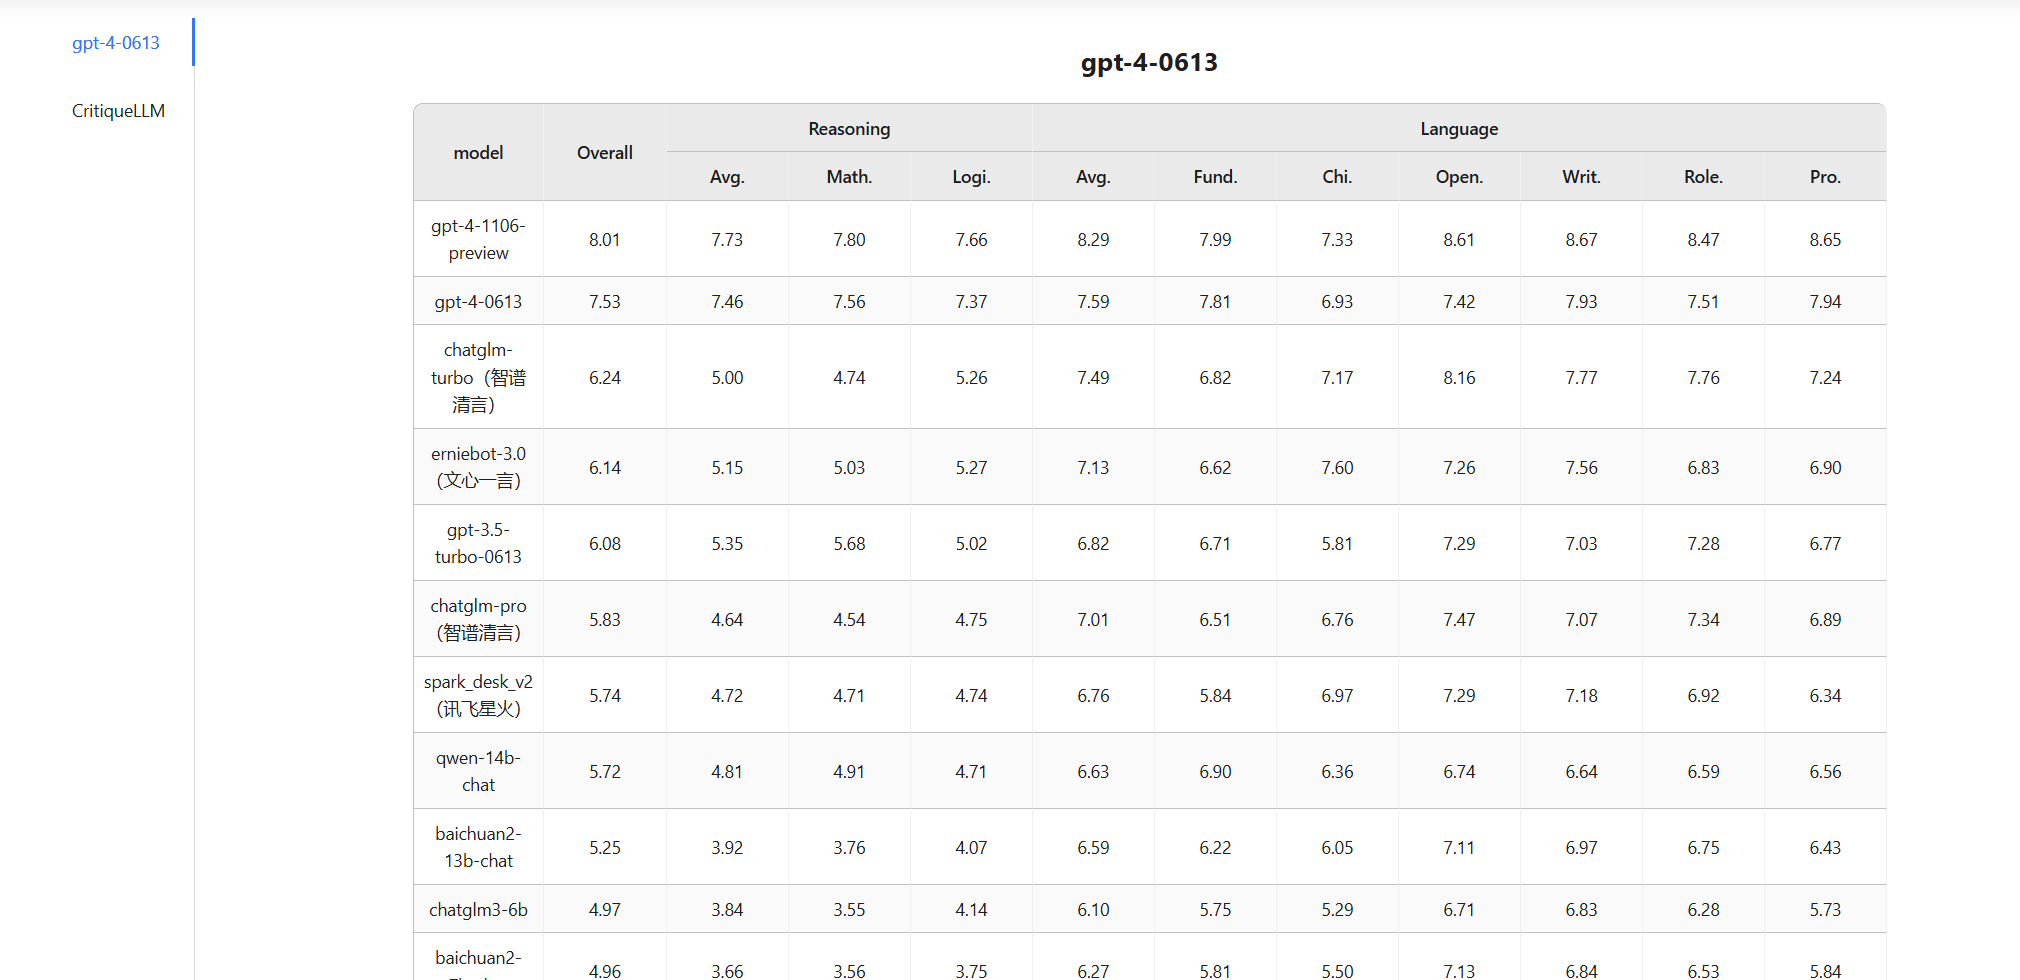 gpt-4-0613
CritiqueLLM
gpt-4-0613
model Overall Reasoning Language
Avg. Math. Logi. Avg. Fund. Chi. Open. Writ. Role. Pro.
gpt-4-1106-
preview
8.01 7.73 7.80 7.66 8.29 7.99 7.33 8.61 8.67 8.47 8.65
gpt-4-0613 7.53 7.46 7.56 7.37 7.59 7.81 6.93 7.42 7.93 7.51 7.94
chatglm-
turbo（智谱
清言）
6.24 5.00 4.74 5.26 7.49 6.82 7.17 8.16 7.77 7.76 7.24
erniebot-3.0
(文心一言)
6.14 5.15 5.03 5.27 7.13 6.62 7.60 7.26 7.56 6.83 6.90
gpt-3.5-
turbo-0613
6.08 5.35 5.68 5.02 6.82 6.71 5.81 7.29 7.03 7.28 6.77
chatglm-pro
(智谱清言)
5.83 4.64 4.54 4.75 7.01 6.51 6.76 7.47 7.07 7.34 6.89
spark_desk_v2
(讯飞星火)
5.74 4.72 4.71 4.74 6.76 5.84 6.97 7.29 7.18 6.92 6.34
qwen-14b-
chat
5.72 4.81 4.91 4.71 6.63 6.90 6.36 6.74 6.64 6.59 6.56
baichuan2-
13b-chat
5.25 3.92 3.76 4.07 6.59 6.22 6.05 7.11 6.97 6.75 6.43
chatglm3-6b 4.97 3.84 3.55 4.14 6.10 5.75 5.29 6.71 6.83 6.28 5.73
baichuan2-
4.96 3.66 3.56 3.75 6.27 5.81 5.50 7.13 6.84 6.53 5.84